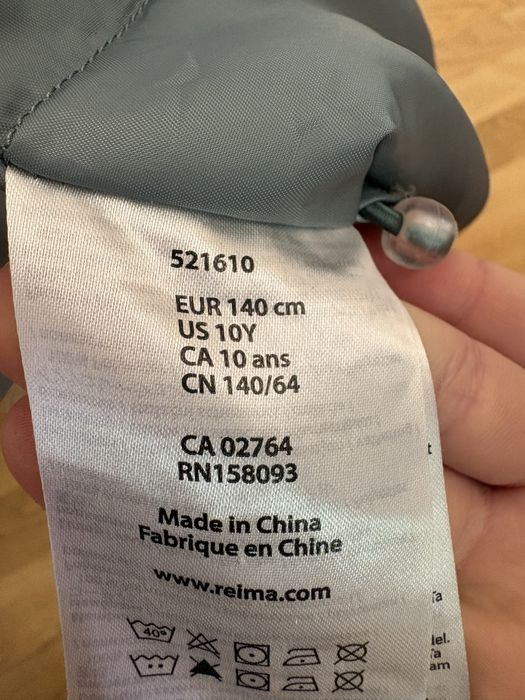 521610
EUR 140 cm
US 10Y
CA 10 ans
CN 140/64
CA 02764
RN158093
Made in China
Fabrique en Chine
www.reima.com
40°